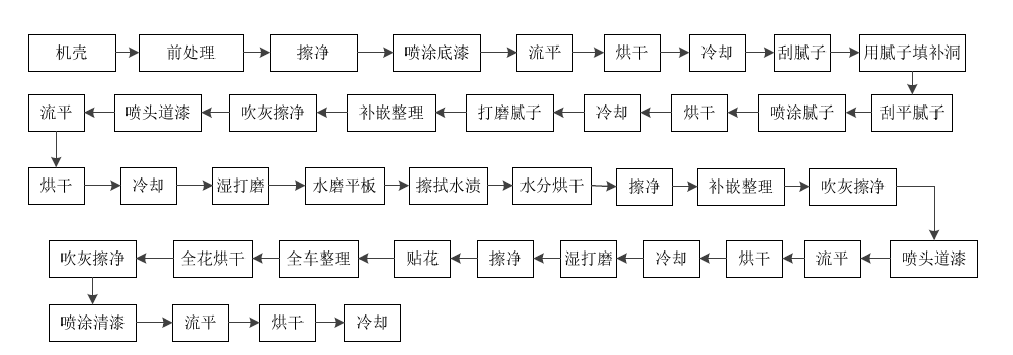 机壳 前处理 擦净 喷涂底漆 流平 烘干 冷却 刮腻子 用腻子填补洞
流平 喷头道漆 吹灰擦净 补嵌整理 打磨腻子 冷却 烘干 喷涂腻子 刮平腻子
烘干 冷却 湿打磨 水磨平板 擦拭水渍 水分烘干 擦净 补嵌整理 吹灰擦净
吹灰擦净 全花烘干 全车整理 贴花 擦净 湿打磨 冷却 烘干 流平 喷头道漆
喷涂清漆 流平 烘干 冷却